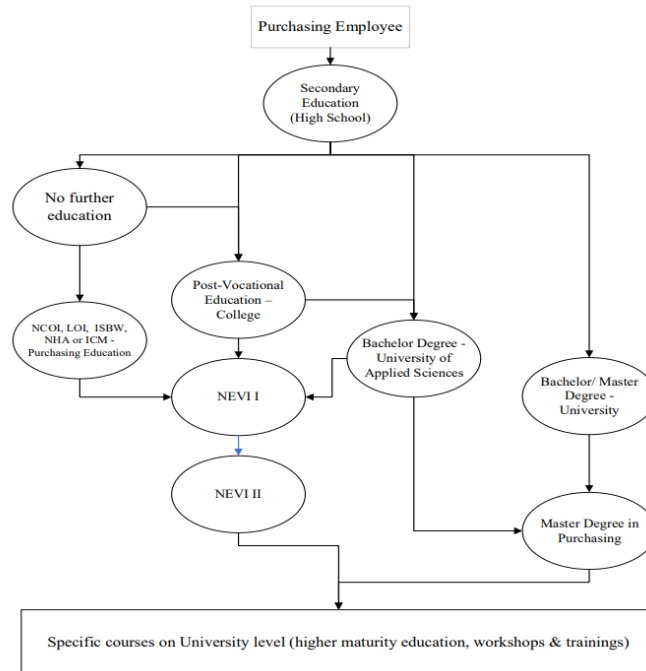 Purchasing Employee
Secondary
Education
(High School)
No further
education
Post-Vocational
Education –
College
NCOI, LOI, ISBW,
NHA or ICM -
Purchasing Education
Bachelor Degree -
University of
Applied Sciences
NEVI I
Bachelor/ Master
Degree -
University
NEVI II
Master Degree in
Purchasing
Specific courses on University level (higher maturity education, workshops & trainings)